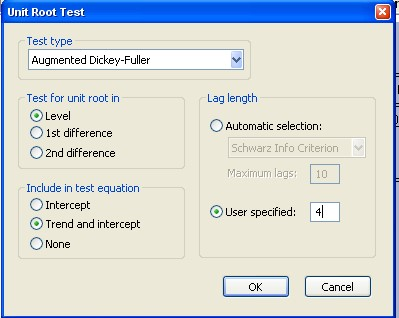 Unit Root Test
Test type
Augmented Dickey-Fuller
Test for unit root in
Level
1st difference
2nd difference
Include in test equation
Intercept
Trend and intercept
None
Lag length
Automatic selection:
Schwarz Info Criterion
Maximum lags: 10
User specified: 4
OK Cancel